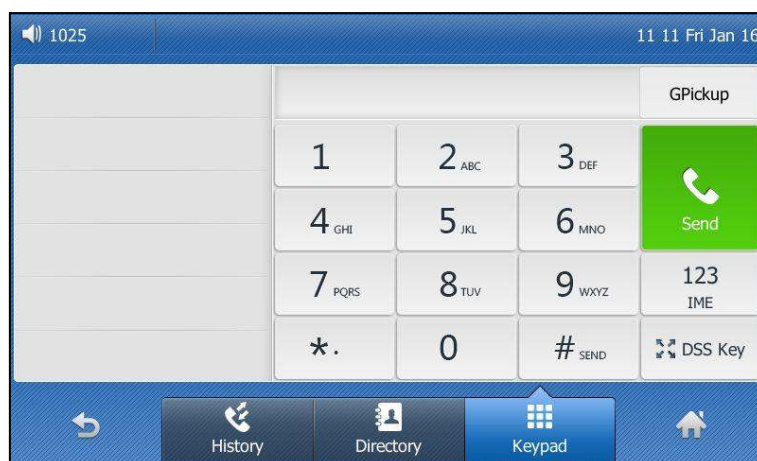 1025
11 11 Fri Jan 16
GPickup
1
2 ABC
3 DEF
Send
4 GHI
5 JKL
6 MNO
7 PQRS
8 TUV
9 WXYZ
123
IME
*.
0
# SEND
DSS Key
History
Directory
Keypad